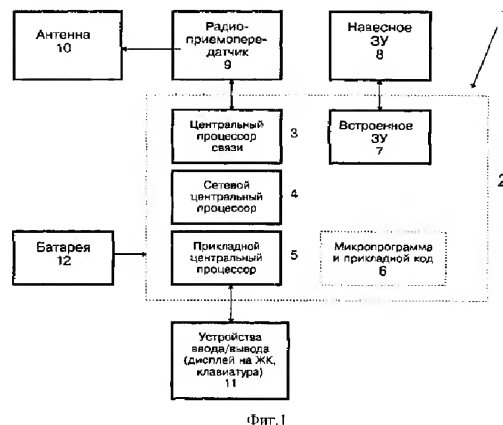 Антенна
10
Радио-
приемопере-
датчик
9
Навесное
ЗУ
8
Центральный
процессор
связи
3
Встроенное
ЗУ
7
2
Сетевой
центральный
процессор
4
Батарея
12
Прикладной
центральный
процессор
5
Микропрограмма
и прикладной код
6
Устройства
ввода/вывода
(дисплей на ЖК,
клавиатура)
11
Фиг.1